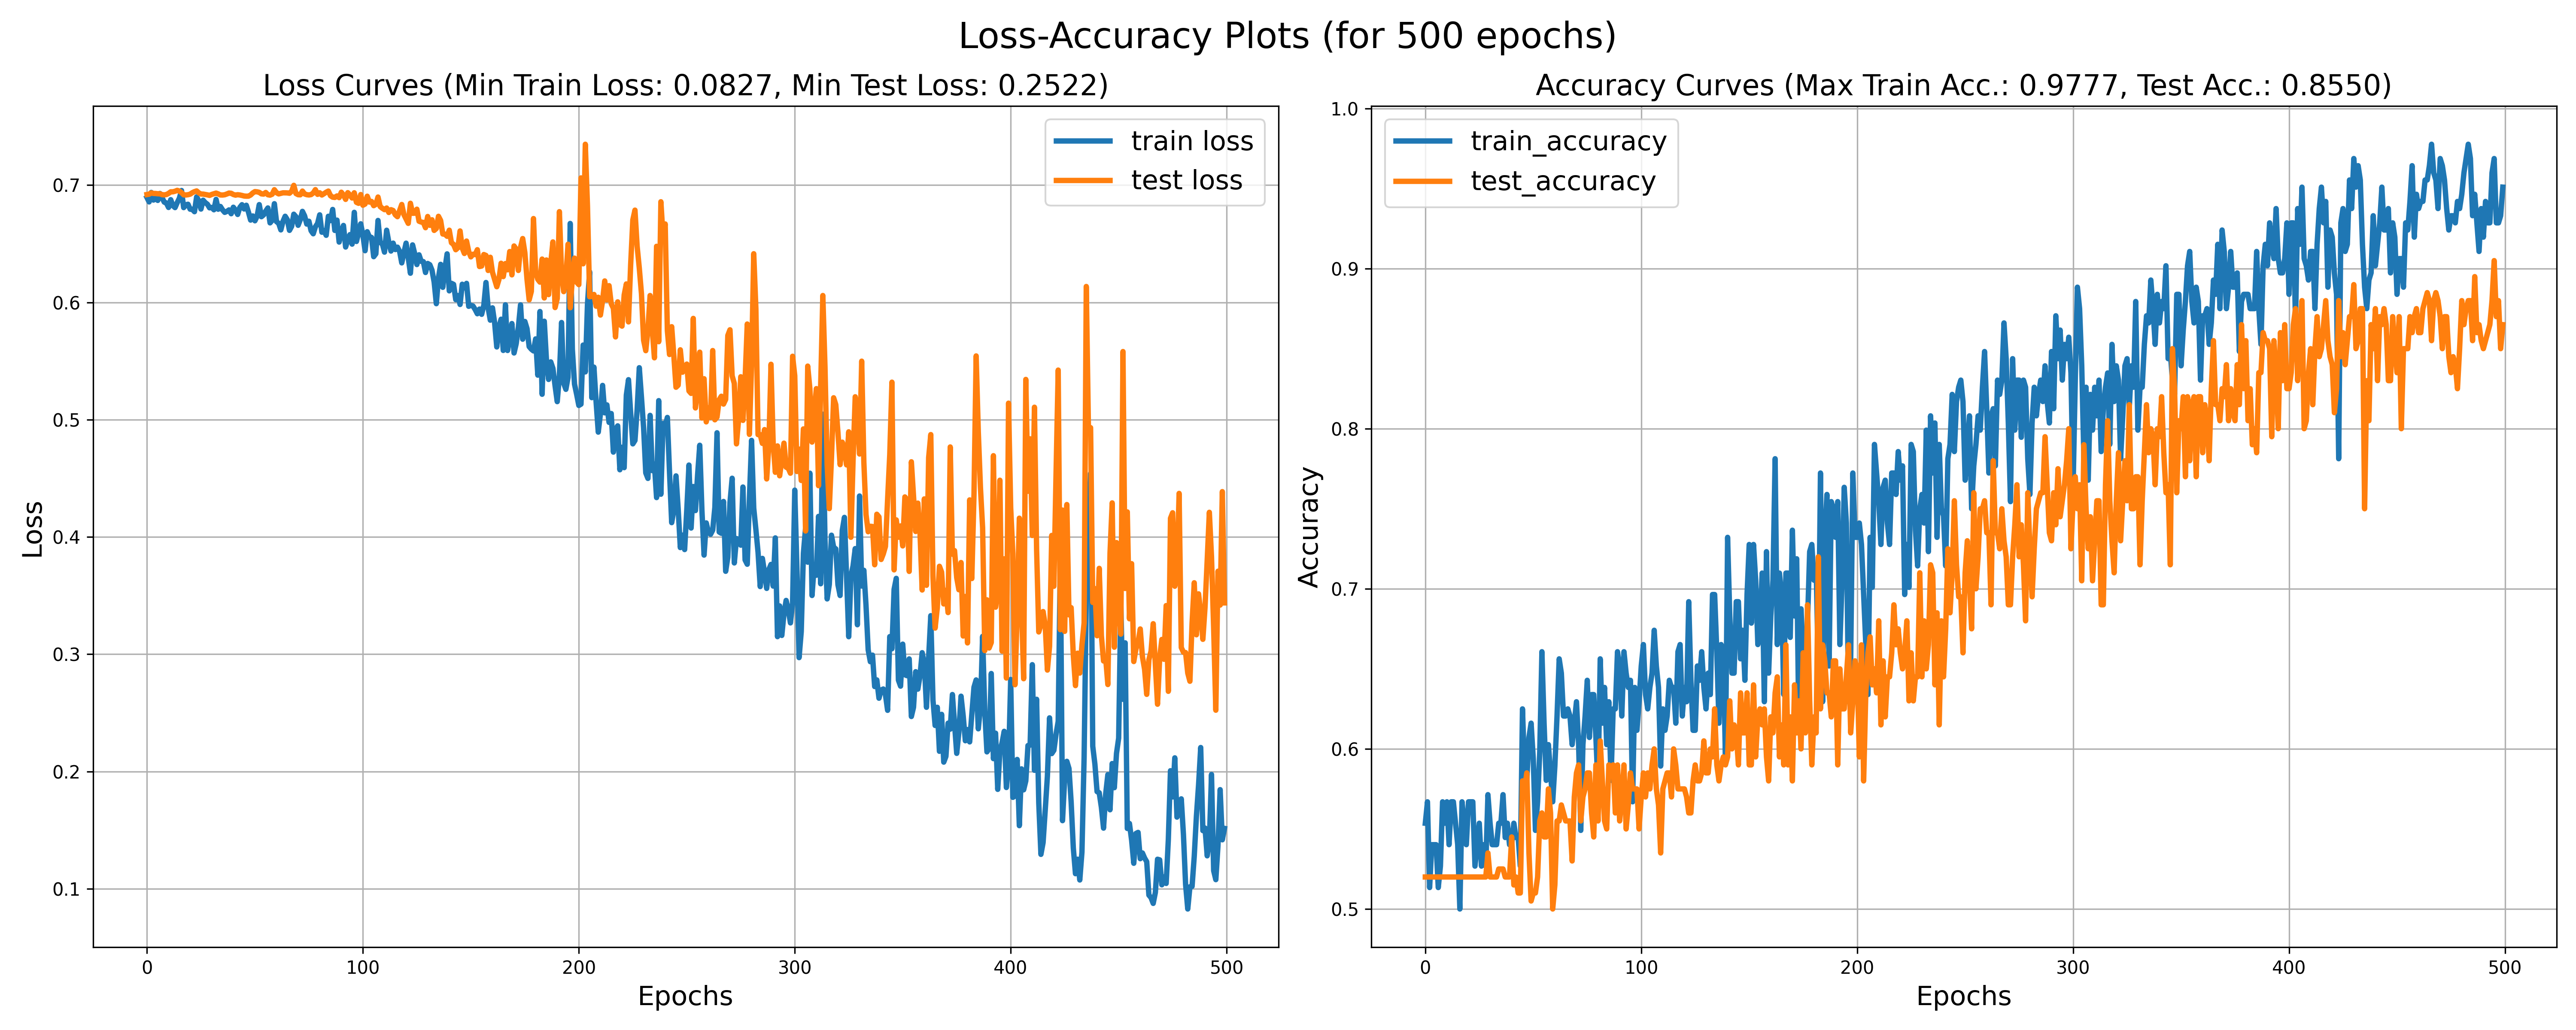 Loss-Accuracy Plots (for 500 epochs)
Loss Curves (Min Train Loss: 0.0827, Min Test Loss: 0.2522)
train loss
test loss
0.7
0.6
0.5
0.4
0.3
0.2
0.1
Loss
0 100 200 300 400 500
Epochs
Accuracy Curves (Max Train Acc.: 0.9777, Test Acc.: 0.8550)
train_accuracy
test_accuracy
1.0
0.9
0.8
0.7
0.6
0.5
Accuracy
0 100 200 300 400 500
Epochs